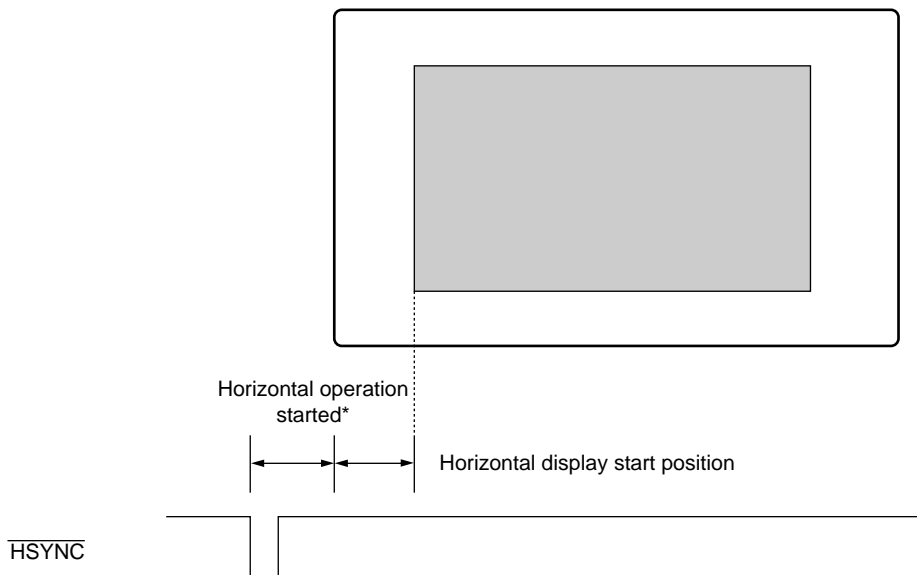 Horizontal operation
started*
Horizontal display start position
HSYNC